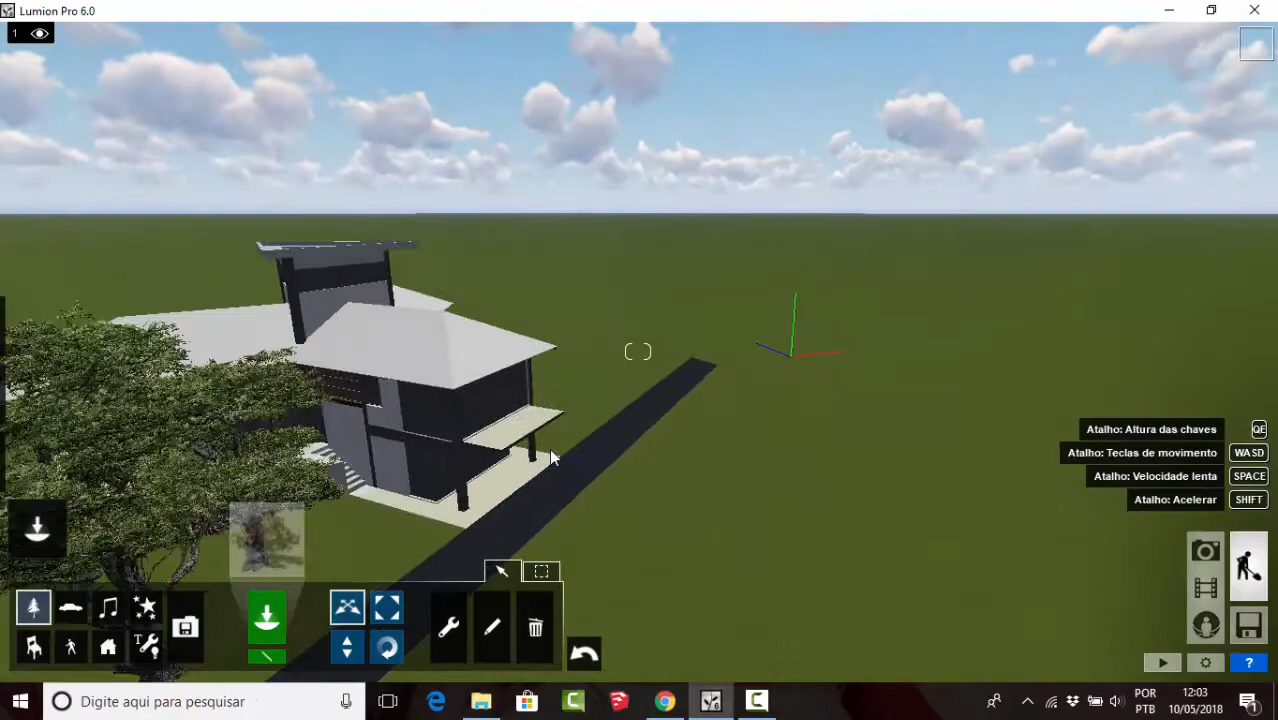 Lumion Pro 6.0
1
Atalho: Altura das chaves QE
Atalho: Teclas de movimento WASD
Atalho: Velocidade lenta SPACE
Atalho: Acelerar SHIFT
T
?
Digite aqui para pesquisar
POR
PTB
12:03
10/05/2018
1